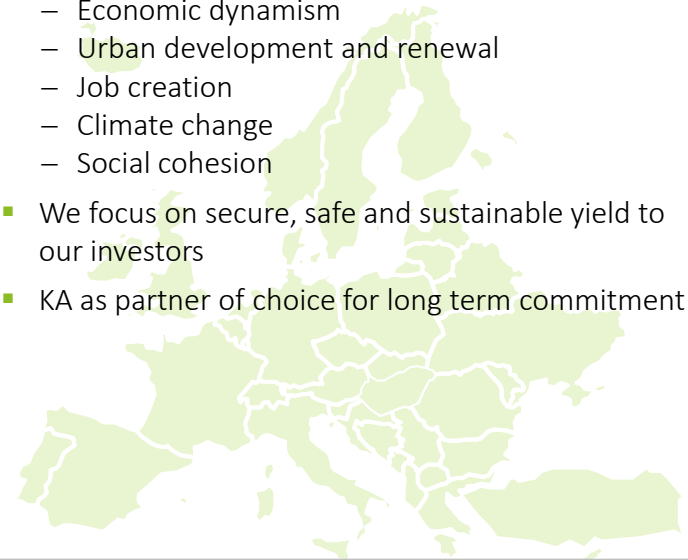 – Economic dynamism
– Urban development and renewal
– Job creation
– Climate change
– Social cohesion
▪ We focus on secure, safe and sustainable yield to
our investors
▪ KA as partner of choice for long term commitment